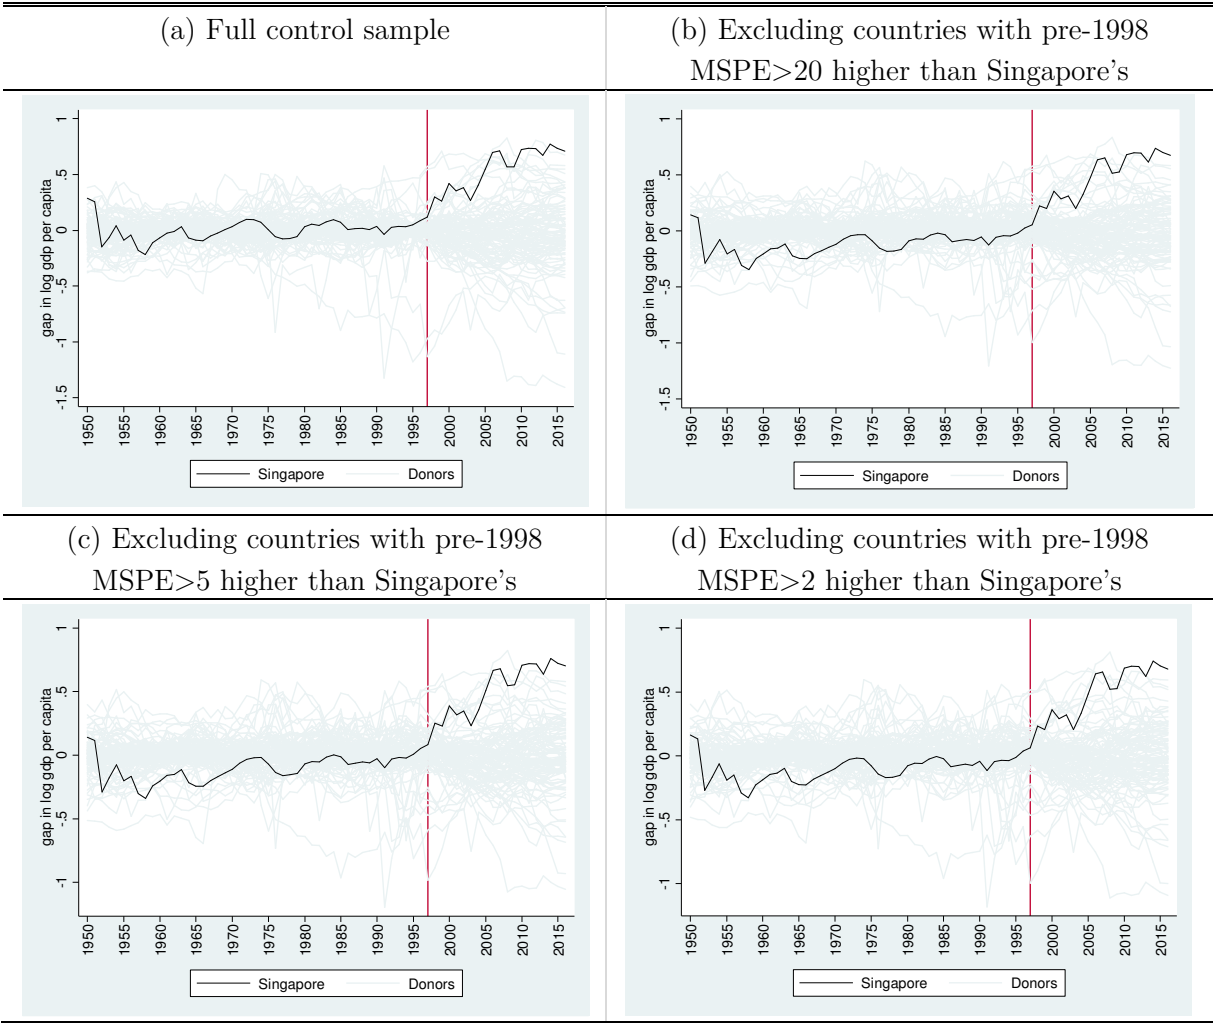 (a) Full control sample
(b) Excluding countries with pre-1998
MSPE>20 higher than Singapore's
gap in log gdp per capita
1
.5
0
-.5
-1
-1.5
1950 1955 1960 1965 1970 1975 1980 1985 1990 1995 2000 2005 2010 2015
Singapore Donors
gap in log gdp per capita
1
.5
0
-.5
-1
-1.5
1950 1955 1960 1965 1970 1975 1980 1985 1990 1995 2000 2005 2010 2015
Singapore Donors
(c) Excluding countries with pre-1998
MSPE>5 higher than Singapore's
(d) Excluding countries with pre-1998
MSPE>2 higher than Singapore's
gap in log gdp per capita
1
.5
0
-.5
-1
1950 1955 1960 1965 1970 1975 1980 1985 1990 1995 2000 2005 2010 2015
Singapore Donors
gap in log gdp per capita
1
.5
0
-.5
-1
1950 1955 1960 1965 1970 1975 1980 1985 1990 1995 2000 2005 2010 2015
Singapore Donors